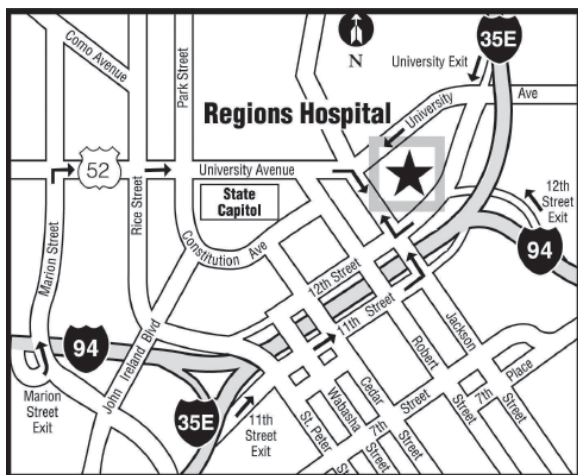 Como Avenue
Park Street
N
35E
University Exit
University
Ave
Regions Hospital
52
University Avenue
State
Capitol
12th
Street
Exit
94
Marion Street
Rice Street
Constitution Ave
12th Street
11th Street
94
John Ireland Blvd
Marion
Street
Exit
35E
11th
Street
Exit
St. Peter
Wabasha
Cedar
7th
Street
Robert
Jackson
Street
7th
Street
Place
Street